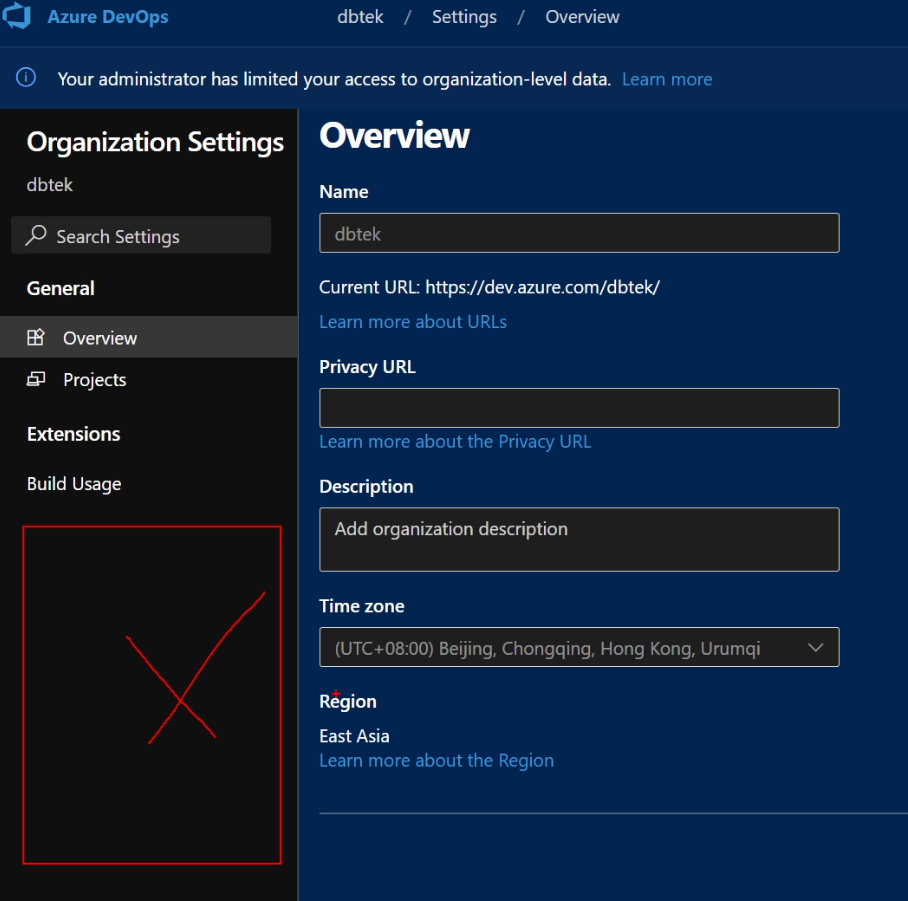 Azure DevOps
dbtek / Settings / Overview
Your administrator has limited your access to organization-level data. Learn more
Organization Settings
dbtek
Search Settings
General
Overview
Projects
Extensions
Build Usage
Overview
Name
dbtek
Current URL: https://dev.azure.com/dbtek/
Learn more about URLs
Privacy URL
Learn more about the Privacy URL
Description
Add organization description
Time zone
(UTC+08:00) Beijing, Chongqing, Hong Kong, Urumqi
Region
East Asia
Learn more about the Region